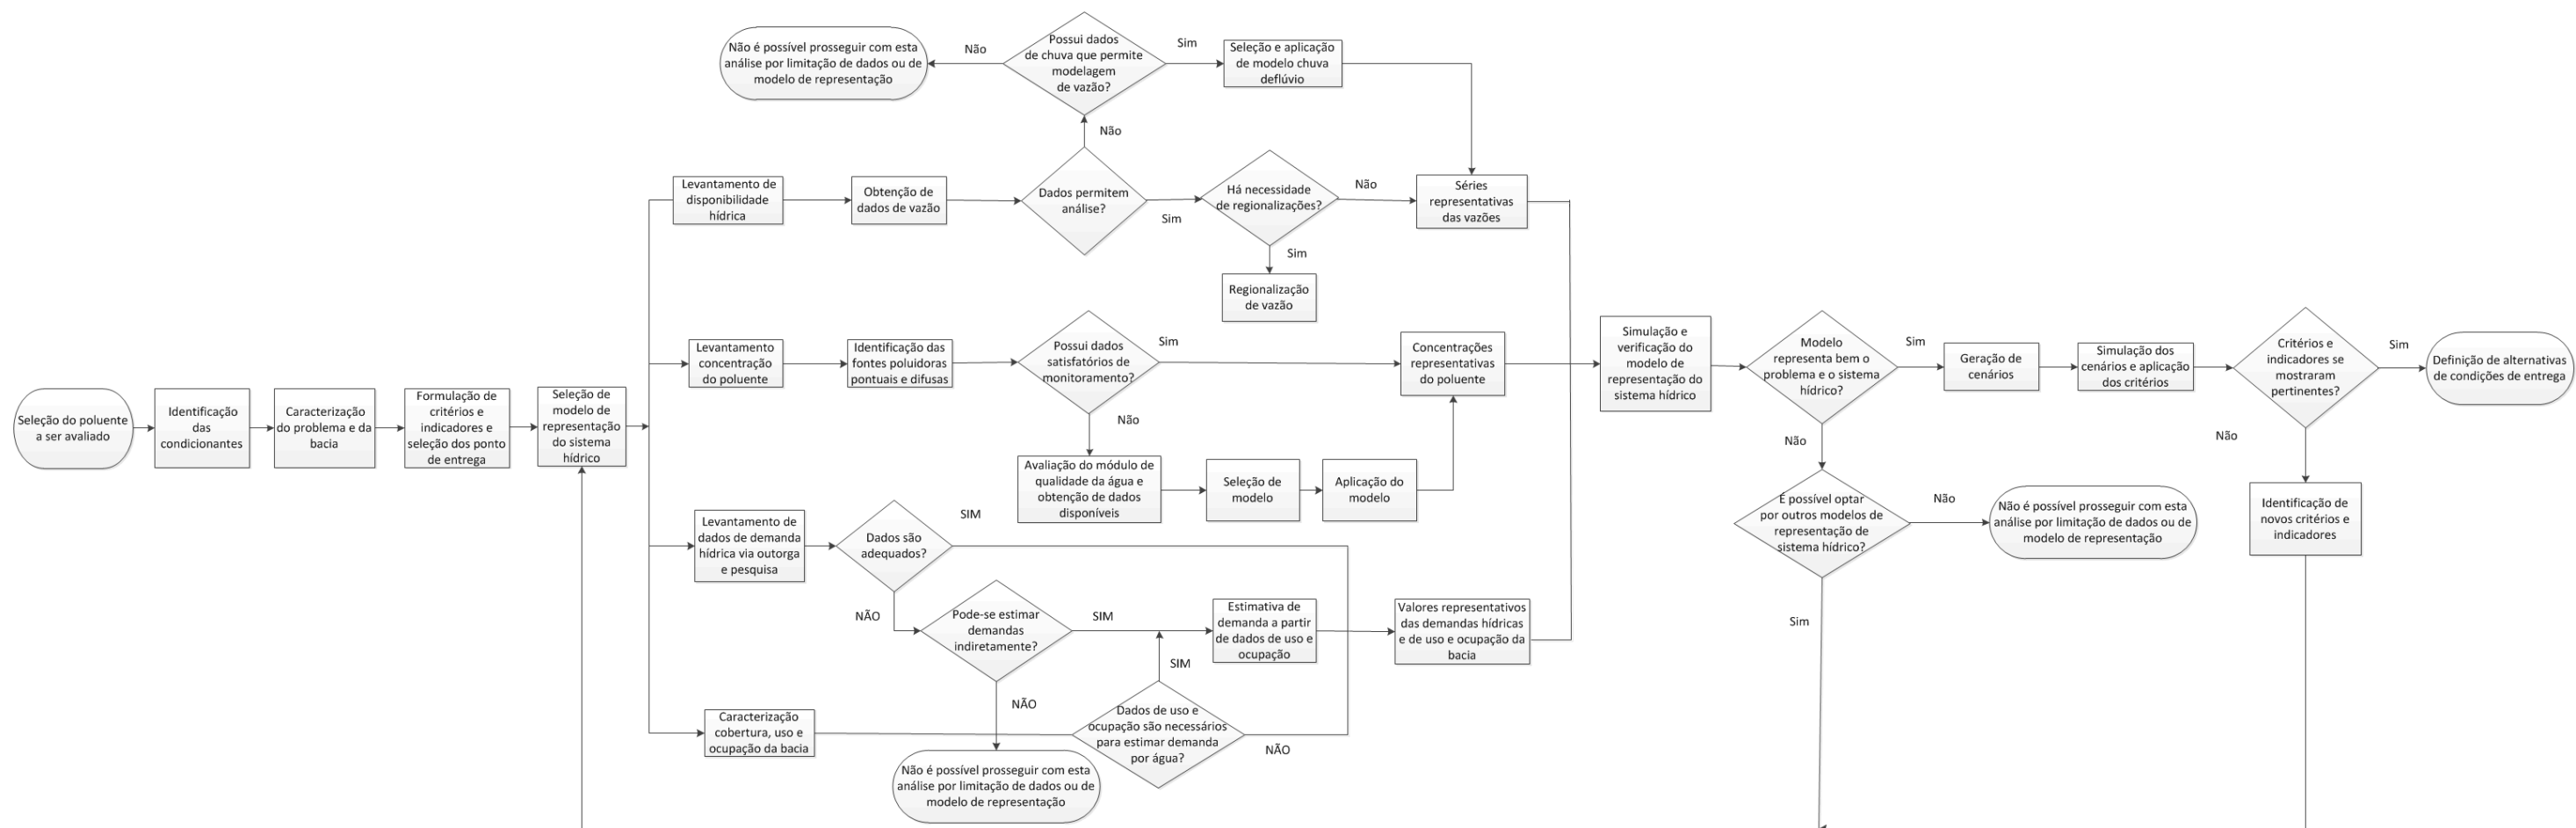 Seleção do poluente
a ser avaliado
Identificação
das
condicionantes
Caracterização
do problema e da
bacia
Formulação de
critérios e
indicadores e
seleção dos ponto
de entrega
Seleção de
modelo de
representação
do sistema
hídrico
Não é possível prosseguir com esta
análise por limitação de dados ou de
modelo de representação
Não
Possui dados
de chuva que permite
modelagem
de vazão?
Sim
Seleção e aplicação
de modelo chuva
deflúvio
Não
Levantamento de
disponibilidade
hídrica
Obtenção de
dados de vazão
Dados permitem
análise?
Sim
Há necessidade
de regionalizações?
Não
Séries
representativas
das vazões
Sim
Regionalização
de vazão
Levantamento
concentração
do poluente
Identificação das
fontes poluidoras
pontuais e difusas
Possui dados
satisfatórios de
monitoramento?
Sim
Concentrações
representativas
do poluente
Não
Avaliação do módulo de
qualidade da água e
obtenção de dados
disponíveis
Seleção de
modelo
Aplicação do
modelo
Levantamento de
dados de demanda
hídrica via outorga
e pesquisa
Dados são
adequados?
SIM
NÃO
Pode-se estimar
demandas
indiretamente?
SIM
Estimativa de
demanda a partir
de dados de uso e
ocupação
Valores representativos
das demandas hídricas
e de uso e ocupação da
bacia
SIM
NÃO
Caracterização
cobertura, uso e
ocupação da bacia
Dados de uso e
ocupação são necessários
para estimar demanda
por água?
NÃO
Não é possível prosseguir com esta
análise por limitação de dados ou de
modelo de representação
Simulação e
verificação do
modelo de
representação do
sistema hídrico
Modelo
representa bem o
problema e o sistema
hídrico?
Sim
Geração de
cenários
Simulação dos
cenários e aplicação
dos critérios
Critérios e
indicadores se
mostraram
pertinentes?
Sim
Definição de alternativas
de condições de entrega
Não
É possível optar
por outros modelos de
representação de
sistema hídrico?
Não
Não é possível prosseguir com esta
análise por limitação de dados ou de
modelo de representação
Não
Identificação de
novos critérios e
indicadores
Sim